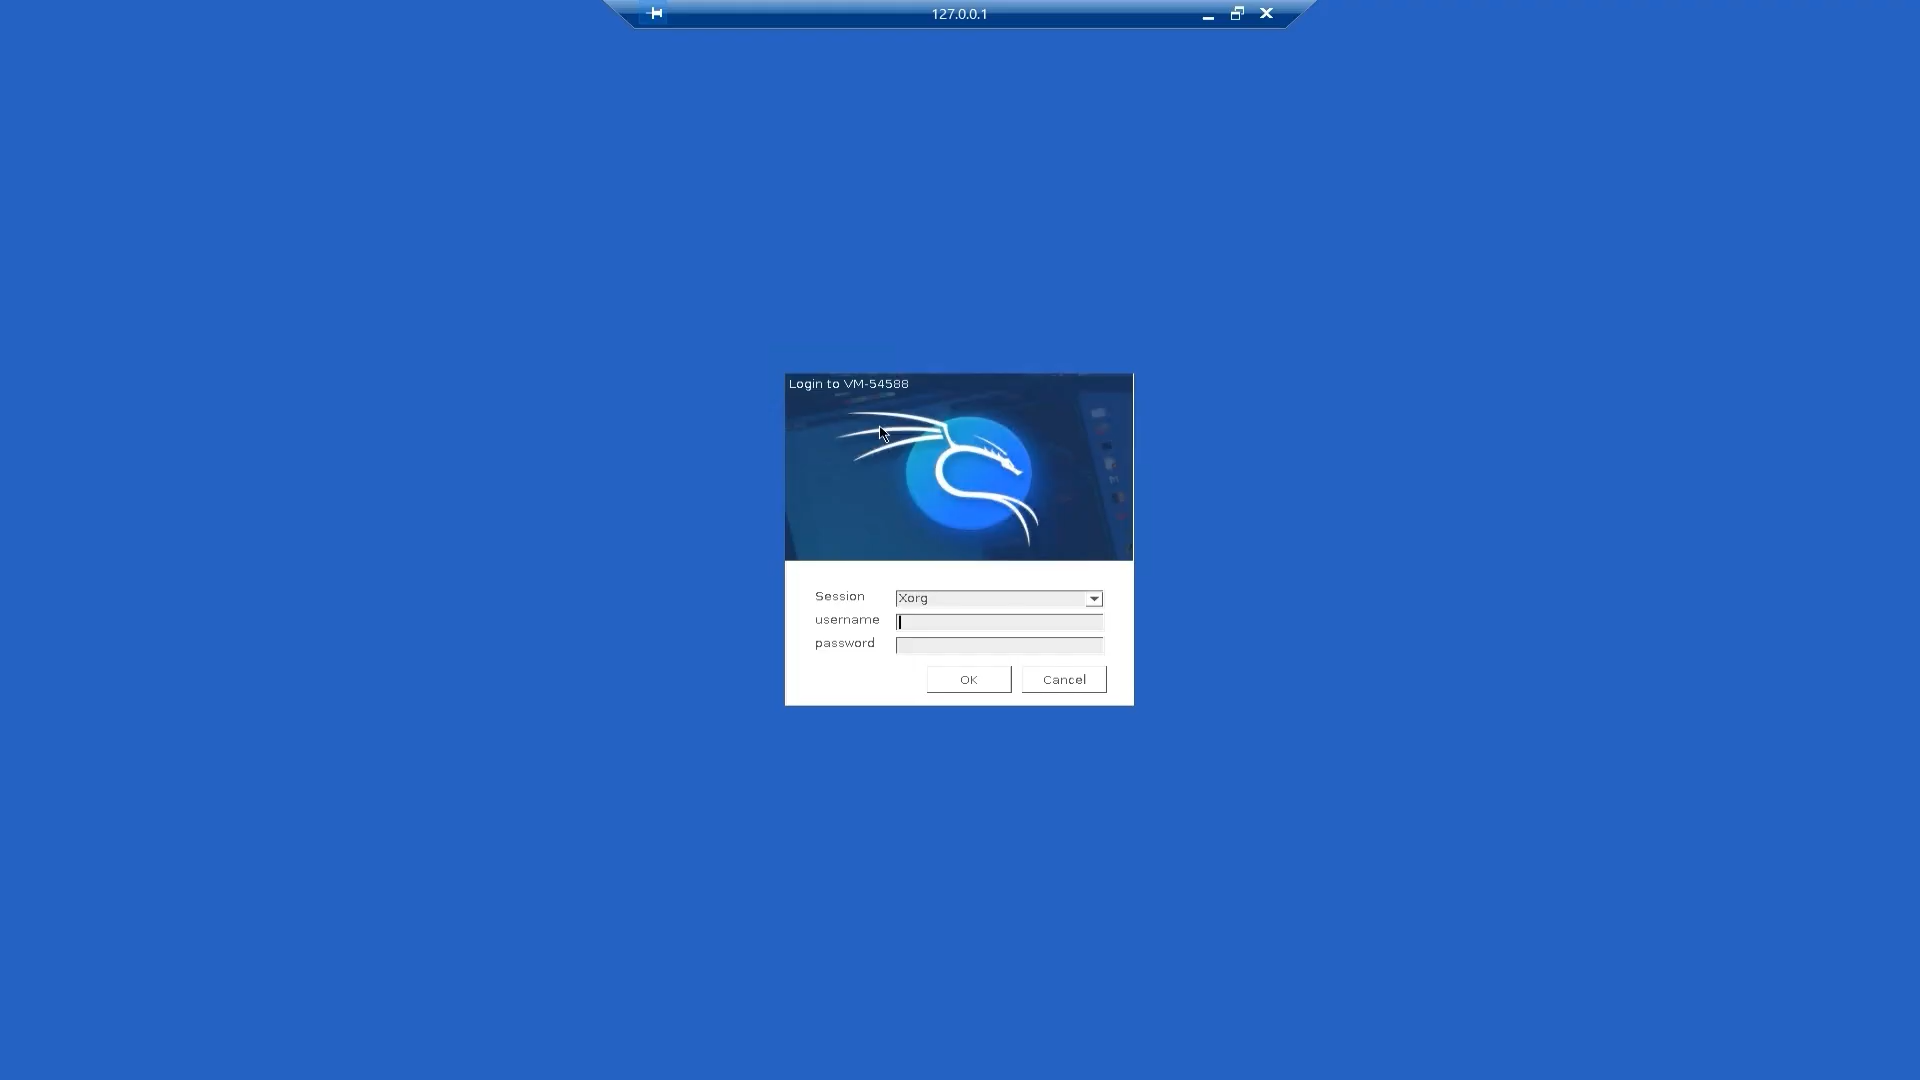 127.0.0.1
Login to VM-54588
Session
Xorg
username
password
OK
Cancel